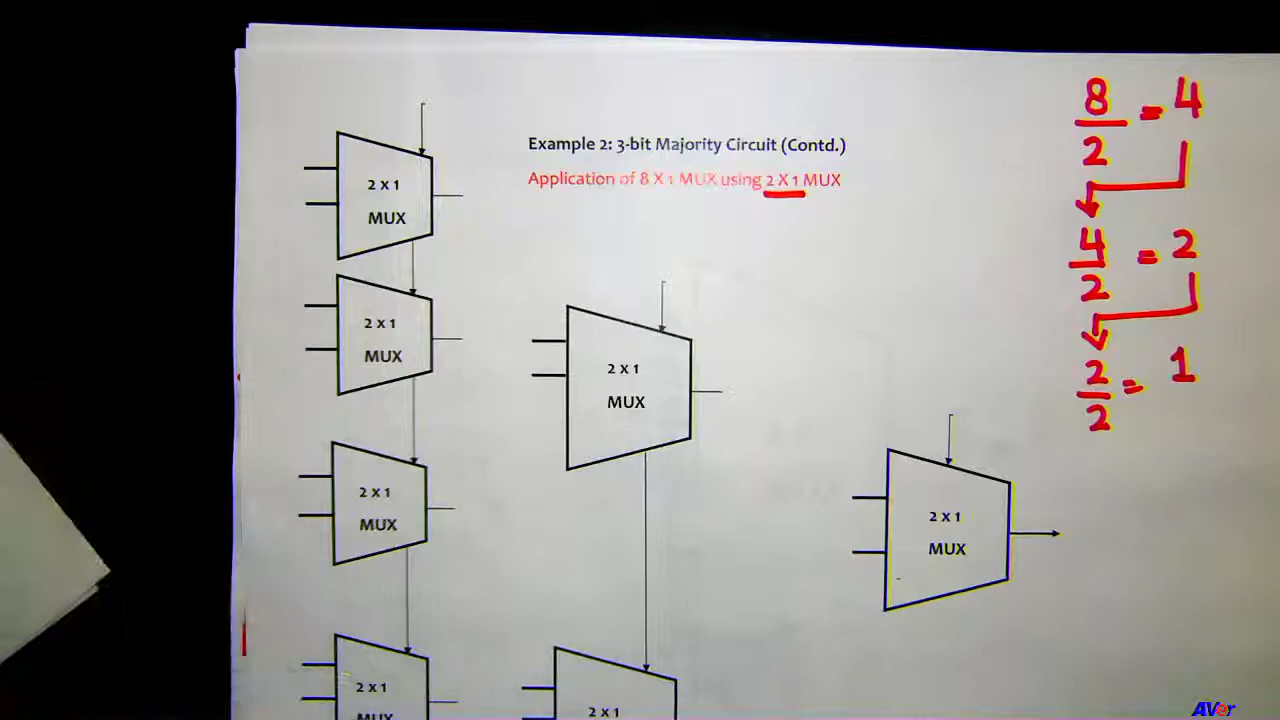 Example 2: 3-bit Majority Circuit (Contd.)
Application of 8 X 1 MUX using 2 X 1 MUX
2 X 1
MUX
2 X 1
MUX
2 X 1
MUX
2 X 1
MUX
2 X 1
MUX
2 X 1
2 X 1
MUX
8
2
= 4
4
2
= 2
2
2
= 1
AVer